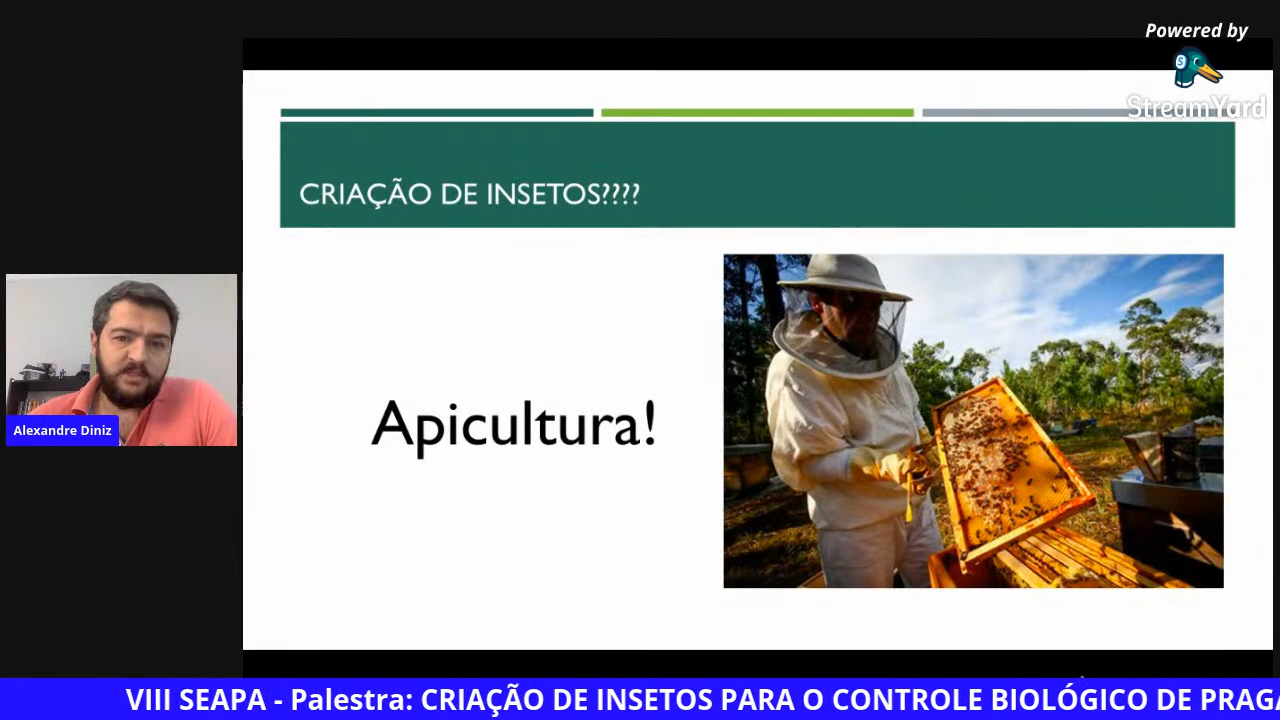 Powered by
StreamYard
CRIAÇÃO DE INSETOS????
Apicultura!
Alexandre Diniz
VIII SEAPA - Palestra: CRIAÇÃO DE INSETOS PARA O CONTROLE BIOLÓGICO DE PRAGA